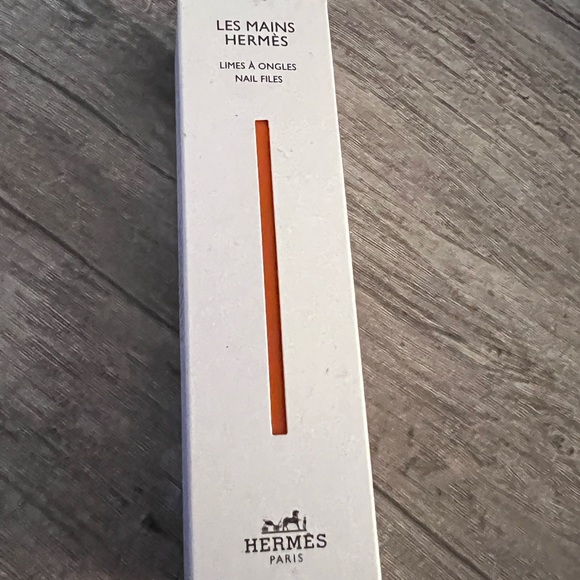 LES MAINS
HERMÈS
LIMES À ONGLES
NAIL FILES
HERMÈS
PARIS